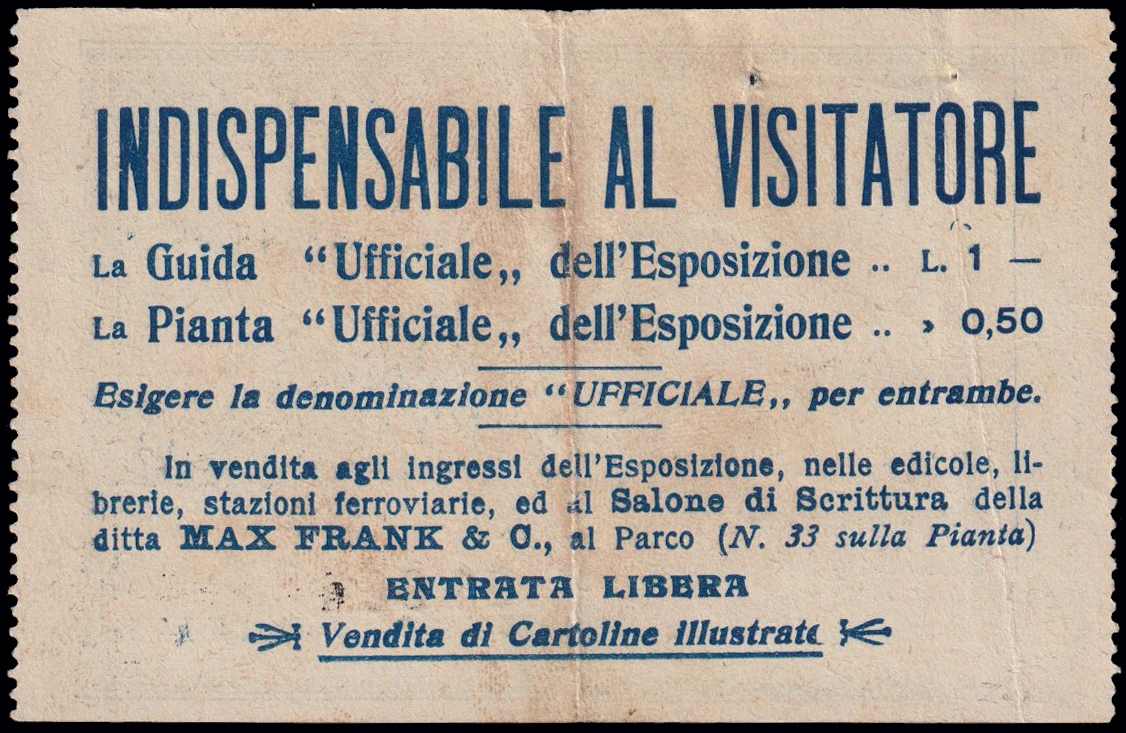 INDISPENSABILE AL VISITATORE
La Guida “Ufficiale„ dell'Esposizione .. L. 1 —
La Pianta “Ufficiale„ dell'Esposizione .. » 0,50
Esigere la denominazione “UFFICIALE„ per entrambe.
In vendita agli ingressi dell'Esposizione, nelle edicole, li-
brerie, stazioni ferroviarie, ed al Salone di Scrittura della
ditta MAX FRANK & C., al Parco (N. 33 sulla Pianta)
ENTRATA LIBERA
Vendita di Cartoline illustrate